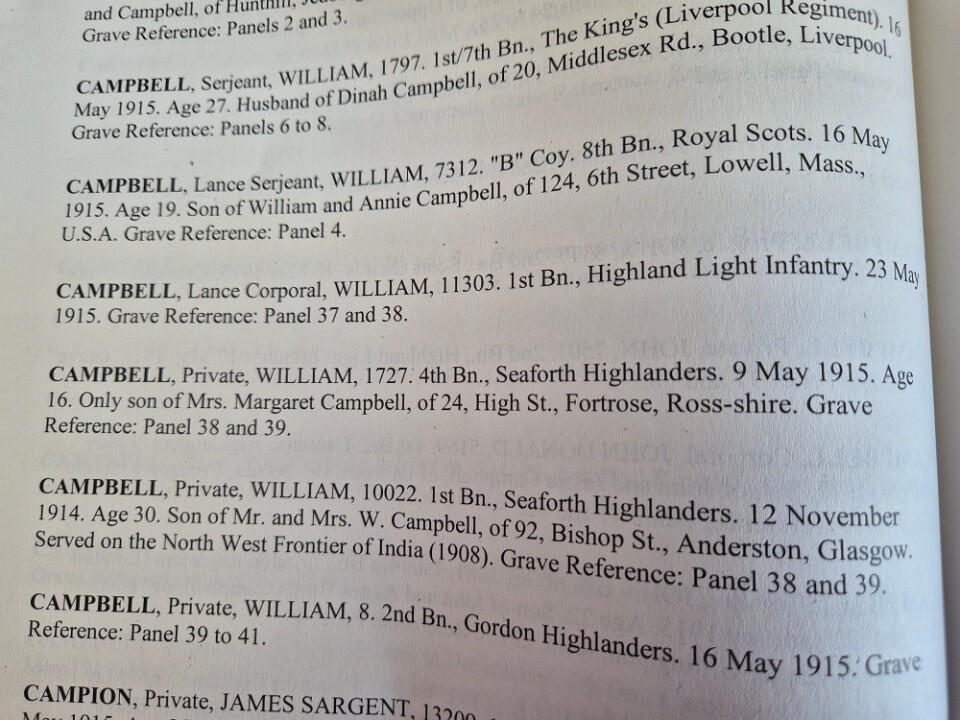 and Campbell, of
Grave Reference: Panels 2 and 3.
CAMPBELL, Serjeant, WILLIAM, 1797. 1st/7th Bn., The King's (Liverpool Regiment). 16
May 1915. Age 27. Husband of Dinah Campbell, of 20, Middlesex Rd., Bootle, Liverpool.
Grave Reference: Panels 6 to 8.
CAMPBELL, Lance Serjeant, WILLIAM, 7312. "B" Coy. 8th Bn., Royal Scots. 16 May
1915. Age 19. Son of William and Annie Campbell, of 124, 6th Street, Lowell, Mass.,
U.S.A. Grave Reference: Panel 4.
CAMPBELL, Lance Corporal, WILLIAM, 11303. 1st Bn., Highland Light Infantry. 23 May
1915. Grave Reference: Panel 37 and 38.
CAMPBELL, Private, WILLIAM, 1727. 4th Bn., Seaforth Highlanders. 9 May 1915. Age
16. Only son of Mrs. Margaret Campbell, of 24, High St., Fortrose, Ross-shire. Grave
Reference: Panel 38 and 39.
CAMPBELL, Private, WILLIAM, 10022. 1st Bn., Seaforth Highlanders. 12 November
1914. Age 30. Son of Mr. and Mrs. W. Campbell, of 92, Bishop St., Anderston, Glasgow.
Served on the North West Frontier of India (1908). Grave Reference: Panel 38 and 39.
CAMPBELL, Private, WILLIAM, 8. 2nd Bn., Gordon Highlanders. 16 May 1915. Grave
Reference: Panel 39 to 41.
CAMPION, Private, JAMES SARGENT, 13200.
May 1915.